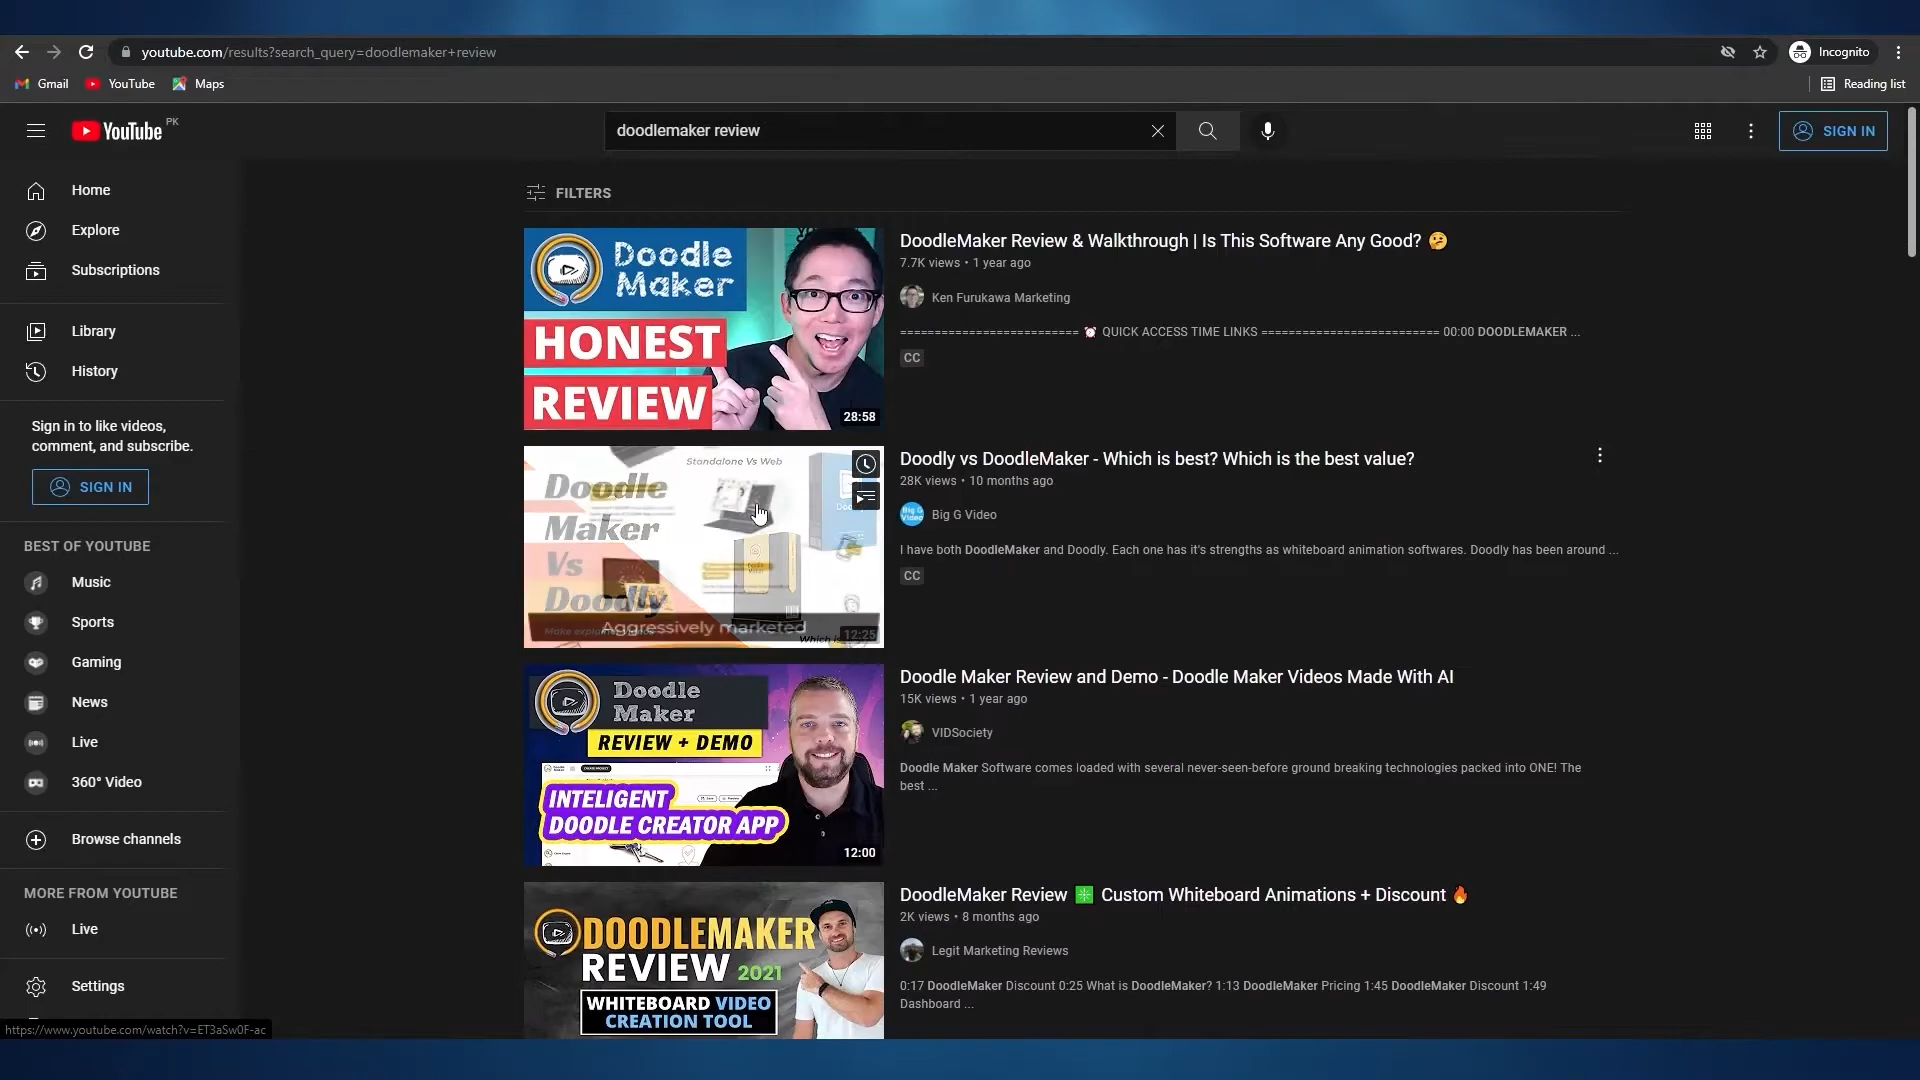 youtube.com/results?search_query=doodlemaker+review
Incognito
Gmail
YouTube
Maps
Reading list
YouTube PK
doodlemaker review
SIGN IN
Home
Explore
Subscriptions
Library
History
Sign in to like videos,
comment, and subscribe.
SIGN IN
BEST OF YOUTUBE
Music
Sports
Gaming
News
Live
360° Video
Browse channels
MORE FROM YOUTUBE
Live
Settings
https://www.youtube.com/watch?v=ET3aSw0F-ac
FILTERS
Doodle
Maker
HONEST
REVIEW
28:58
DoodleMaker Review & Walkthrough | Is This Software Any Good? 🤔
7.7K views • 1 year ago
Ken Furukawa Marketing
========================== ⏰ QUICK ACCESS TIME LINKS ========================== 00:00 DOODLEMAKER ...
CC
Standalone Vs Web
Doodle
Maker
Vs
Doodly
Aggressively marketed
12:25
Doodly vs DoodleMaker - Which is best? Which is the best value?
28K views • 10 months ago
Big G Video
Big G
Video
I have both DoodleMaker and Doodly. Each one has it's strengths as whiteboard animation softwares. Doodly has been around ...
CC
Doodle
Maker
REVIEW + DEMO
INTELIGENT
DOODLE CREATOR APP
12:00
Doodle Maker Review and Demo - Doodle Maker Videos Made With AI
15K views • 1 year ago
VIDSociety
Doodle Maker Software comes loaded with several never-seen-before ground breaking technologies packed into ONE! The
best ...
DOODLEMAKER
REVIEW 2021
WHITEBOARD VIDEO
CREATION TOOL
DoodleMaker Review ❇️ Custom Whiteboard Animations + Discount 🔥
2K views • 8 months ago
Legit Marketing Reviews
0:17 DoodleMaker Discount 0:25 What is DoodleMaker? 1:13 DoodleMaker Pricing 1:45 DoodleMaker Discount 1:49
Dashboard ...